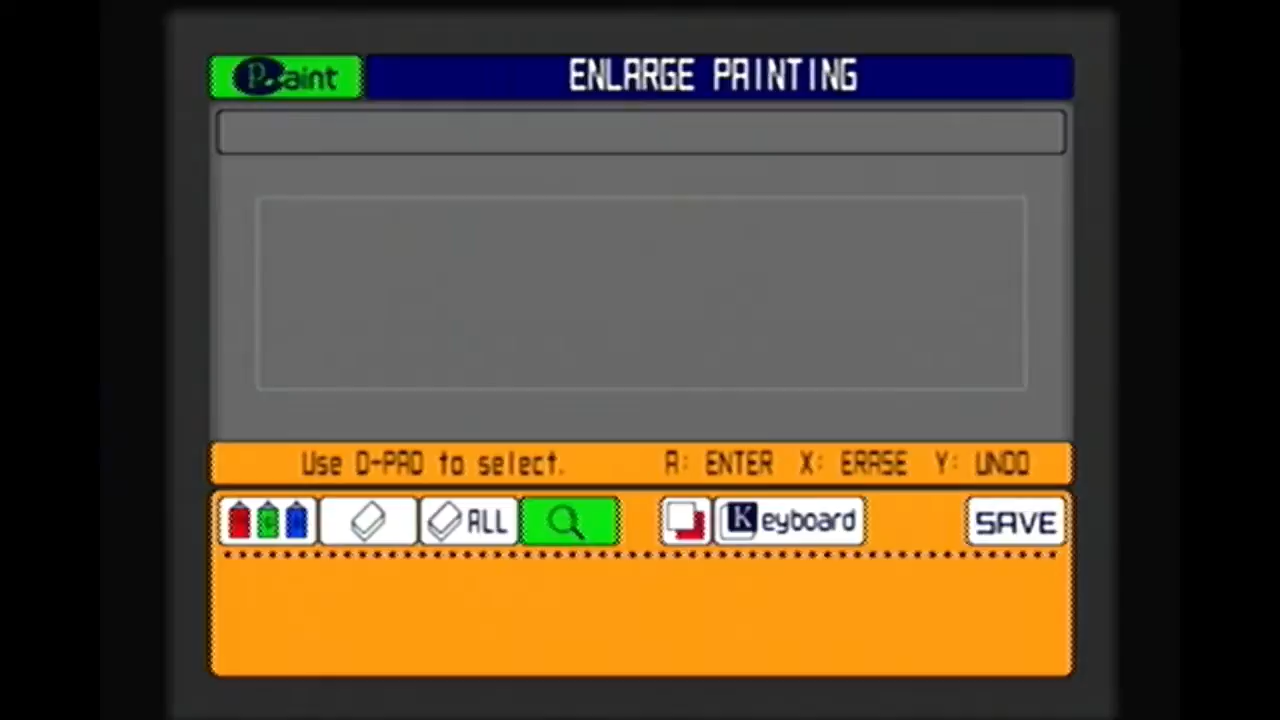 Paint
ENLARGE PAINTING
Use D-PAD to select. A: ENTER X: ERASE Y: UNDO
ALL
Keyboard
SAVE